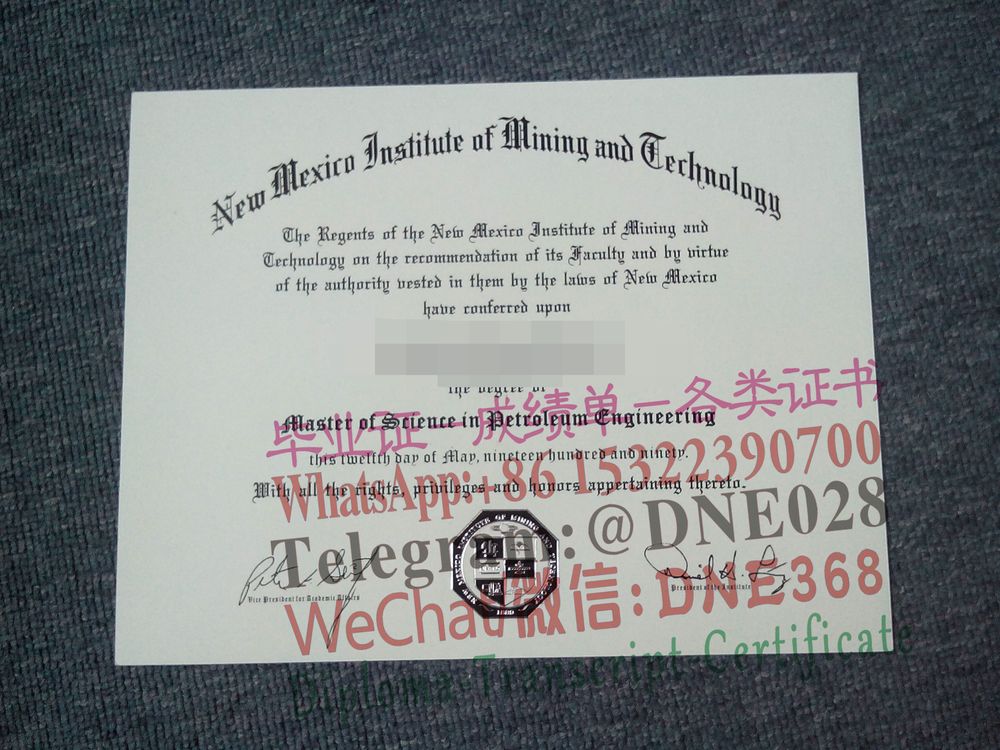 New Mexico Institute of Mining and Technology
The Regents of the New Mexico Institute of Mining and
Technology on the recommendation of its Faculty and by virtue
of the authority vested in them by the laws of New Mexico
have conferred upon
the degree of
毕业证—成绩单—各类证书
Master of Science in Petroleum Engineering
this twelfth day of May, nineteen hundred and ninety.
WhatsApp:+86 15322390700
With all the rights, privileges and honors appertaining thereto.
Telegram:@DNE028
Vice President for Academic Affairs
President of the Institute
WeChat微信:DNE368
Diploma-Transcript-Certificate